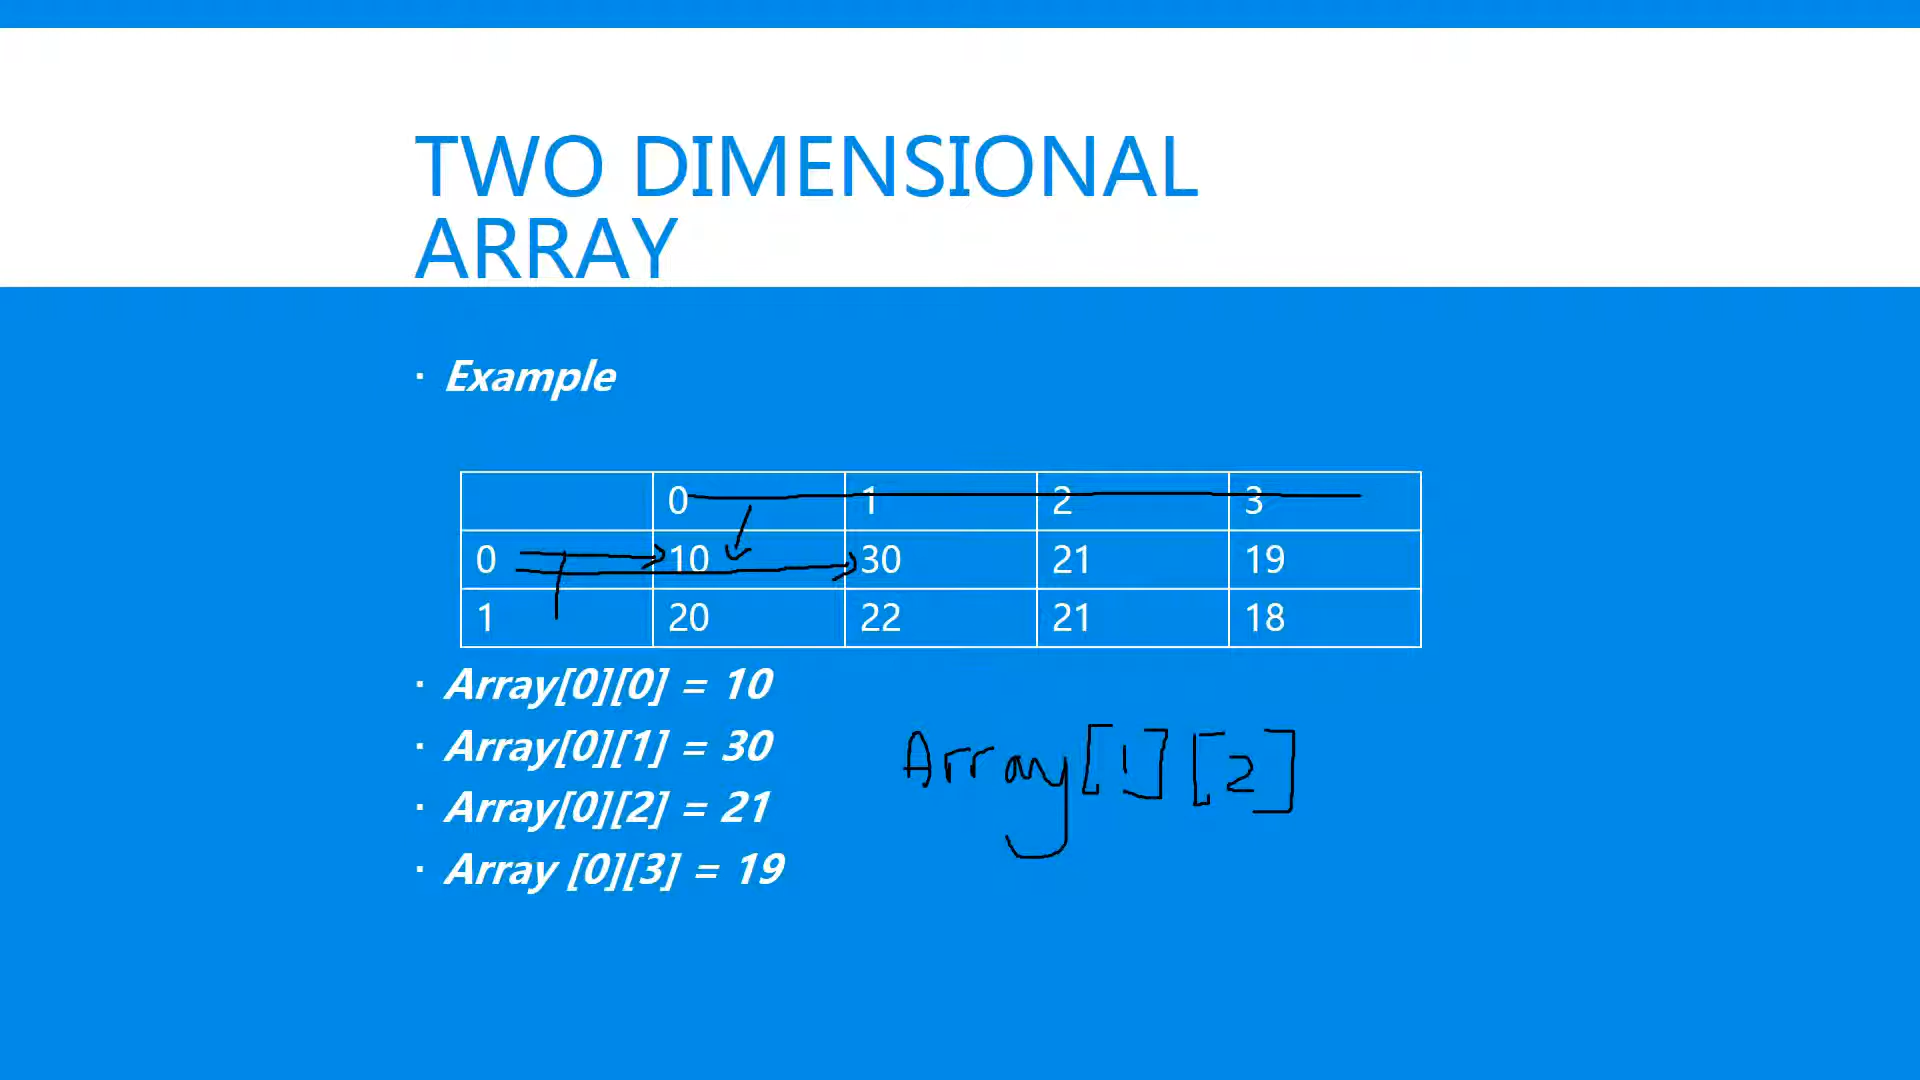 TWO DIMENSIONAL
ARRAY
· Example
0 1 2 3
0 10 30 21 19
1 20 22 21 18
· Array[0][0] = 10
· Array[0][1] = 30
· Array[0][2] = 21
· Array [0][3] = 19
Array[1][2]